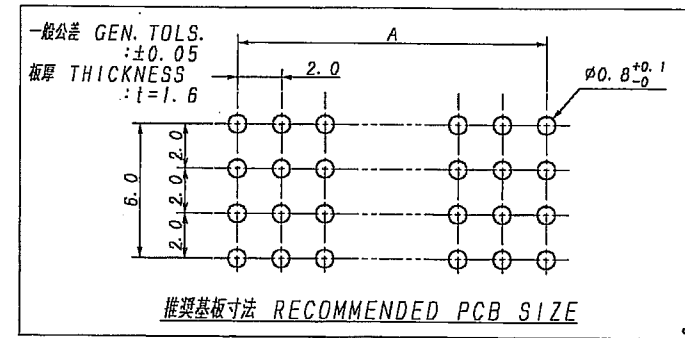 一般公差 GEN. TOLS.
:±0.05
板厚 THICKNESS
:t=1.6
A
2.0
φ0.8+0.1 -0
6.0
2.0
2.0
2.0
推奨基板寸法 RECOMMENDED PCB SIZE